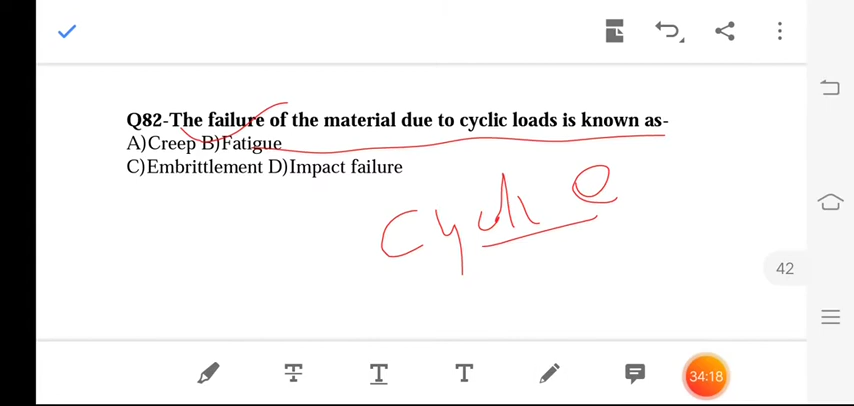 Q82-The failure of the material due to cyclic loads is known as-
A)Creep B)Fatigue
C)Embrittlement D)Impact failure
42
T T T
34:18